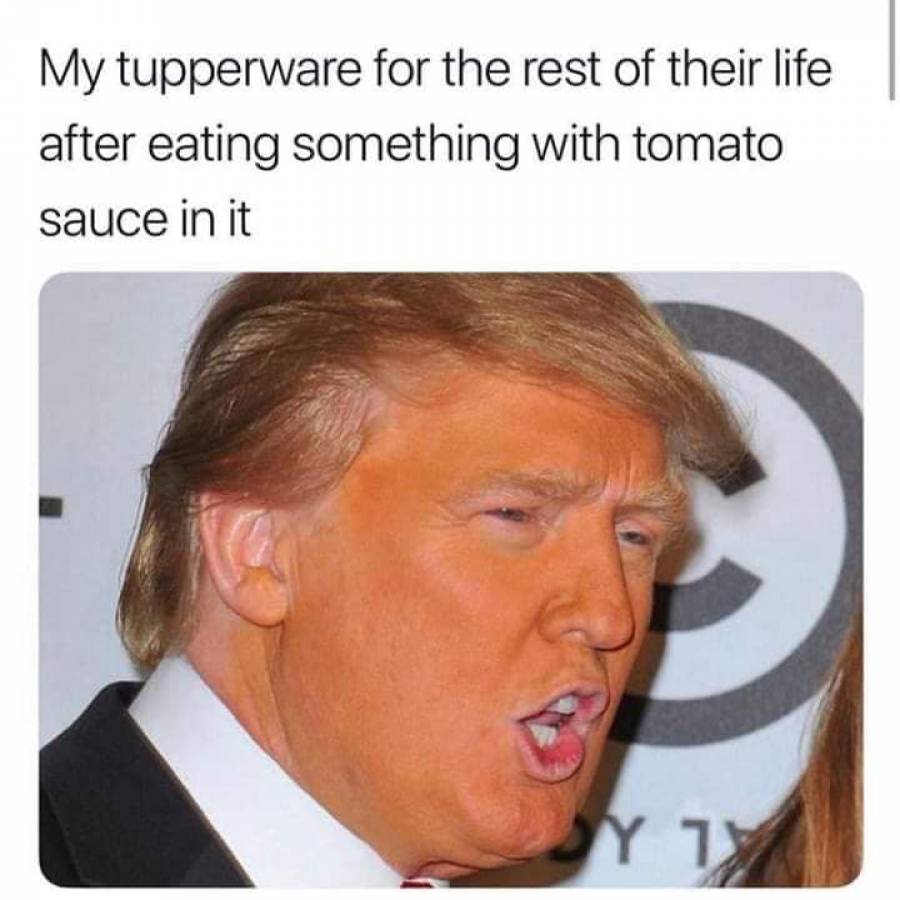 My tupperware for the rest of their life
after eating something with tomato
sauce in it